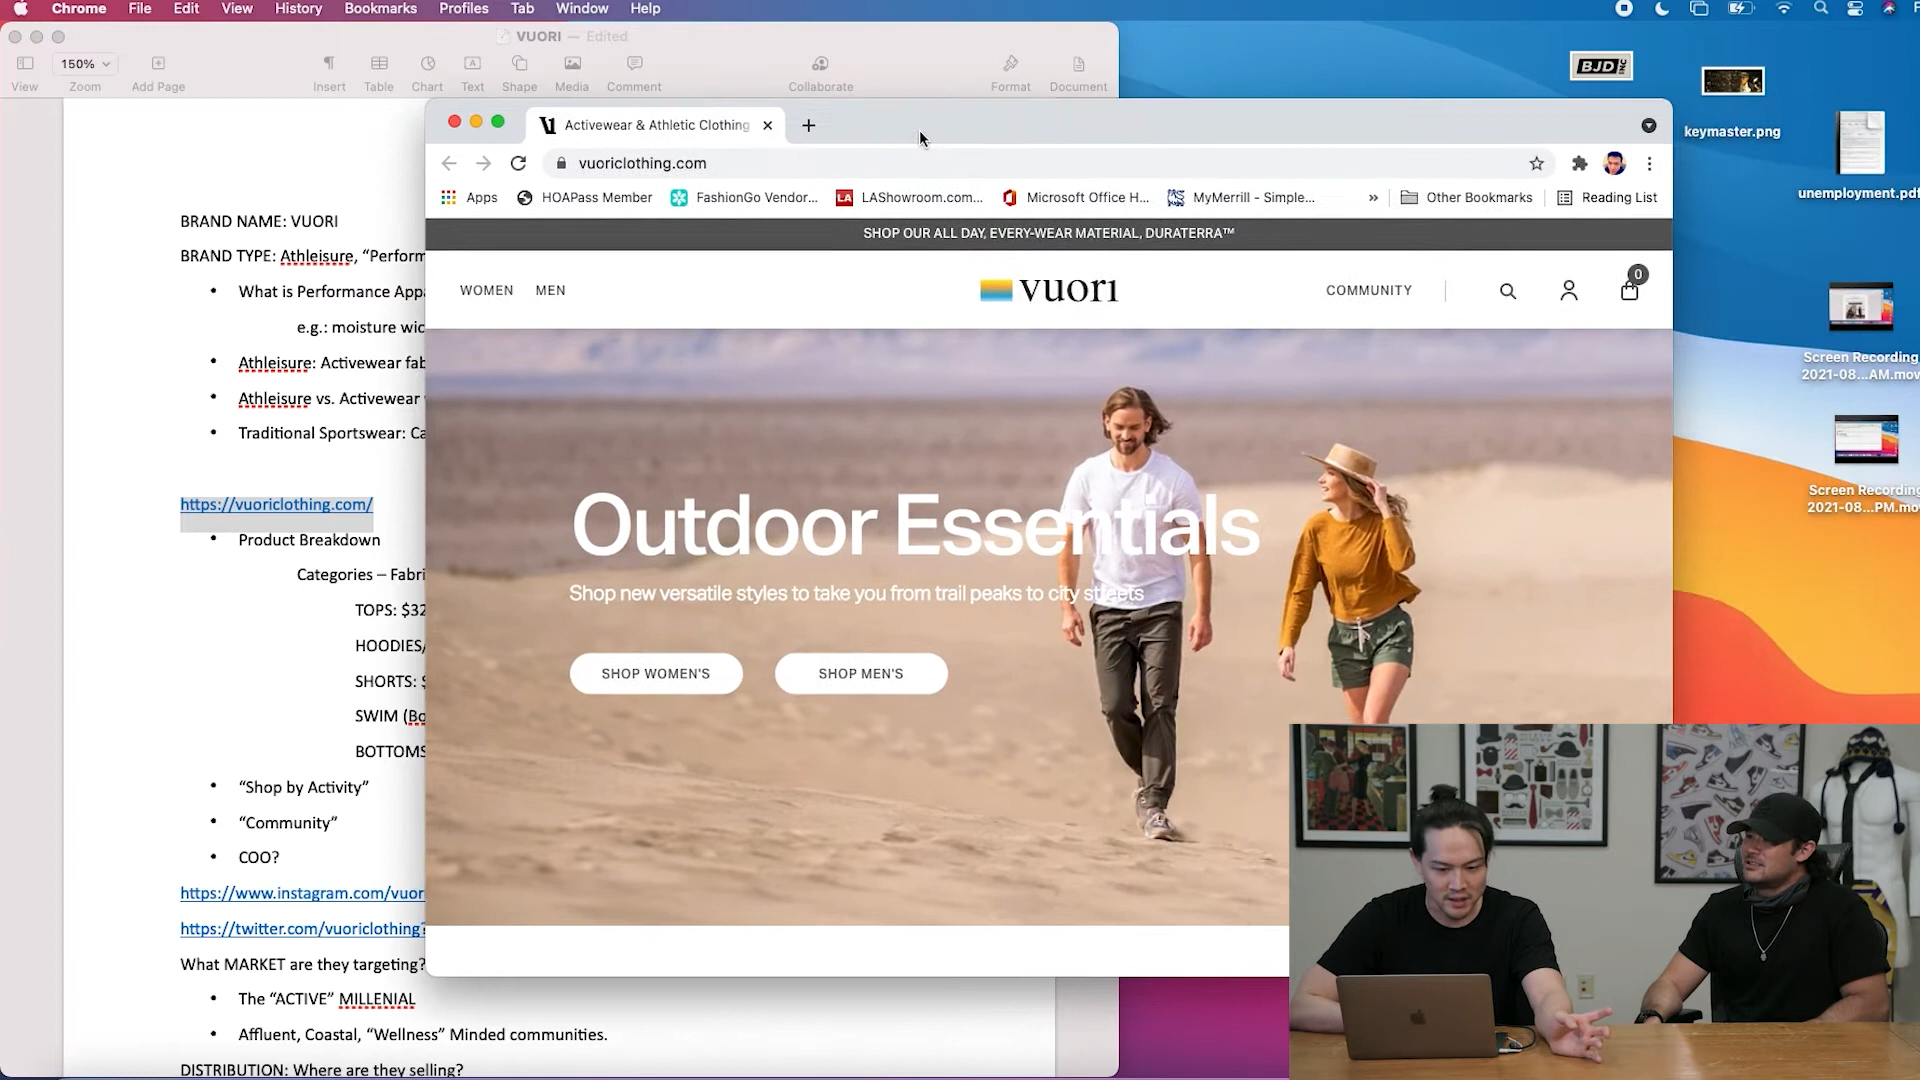 Chrome File Edit View History Bookmarks Profiles Tab Window Help
VUORI — Edited
150%
View Zoom Add Page Insert Table Chart Text Shape Media Comment Collaborate Format Document
BRAND NAME: VUORI
BRAND TYPE: Athleisure, “Perform
• What is Performance Appa
e.g.: moisture wic
• Athleisure: Activewear fab
• Athleisure vs. Activewear
• Traditional Sportswear: Ca
https://vuoriclothing.com/
• Product Breakdown
Categories – Fabri
TOPS: $32
HOODIES/
SHORTS: $
SWIM (Bo
BOTTOMS
• “Shop by Activity”
• “Community”
• COO?
https://www.instagram.com/vuor
https://twitter.com/vuoriclothing?
What MARKET are they targeting?
• The “ACTIVE” MILLENIAL
• Affluent, Coastal, “Wellness” Minded communities.
DISTRIBUTION: Where are they selling?
Activewear & Athletic Clothing
vuoriclothing.com
Apps HOAPass Member FashionGo Vendor... LAShowroom.com... Microsoft Office H... MyMerrill - Simple... » Other Bookmarks Reading List
SHOP OUR ALL DAY, EVERY-WEAR MATERIAL, DURATERRA™
WOMEN MEN vuori COMMUNITY 0
Outdoor Essentials
Shop new versatile styles to take you from trail peaks to city streets
SHOP WOMEN'S SHOP MEN'S
BJD INC
keymaster.png
unemployment.pdf
Screen Recording
2021-08...AM.mov
Screen Recording
2021-08...PM.mo